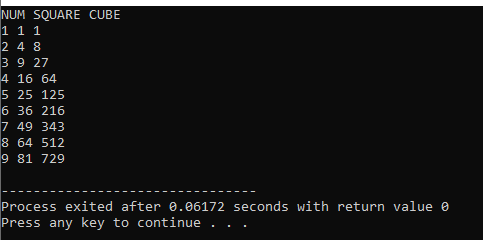 NUM SQUARE CUBE
1 1 1
2 4 8
3 9 27
4 16 64
5 25 125
6 36 216
7 49 343
8 64 512
9 81 729
--------------------------------
Process exited after 0.06172 seconds with return value 0
Press any key to continue . . .